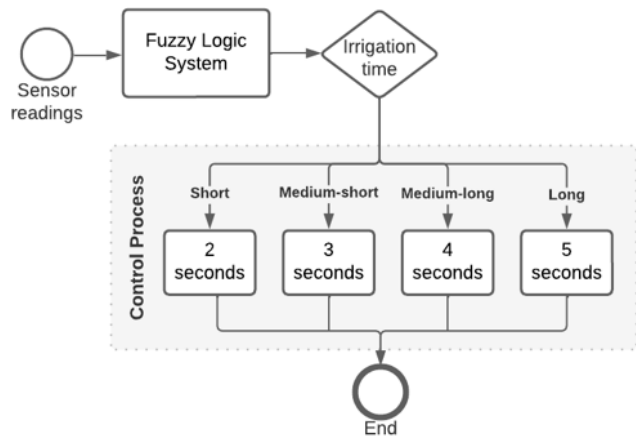 Fuzzy Logic
System
Irrigation
time
Sensor
readings
Control Process
Short
Medium-short
Medium-long
Long
2
seconds
3
seconds
4
seconds
5
seconds
End